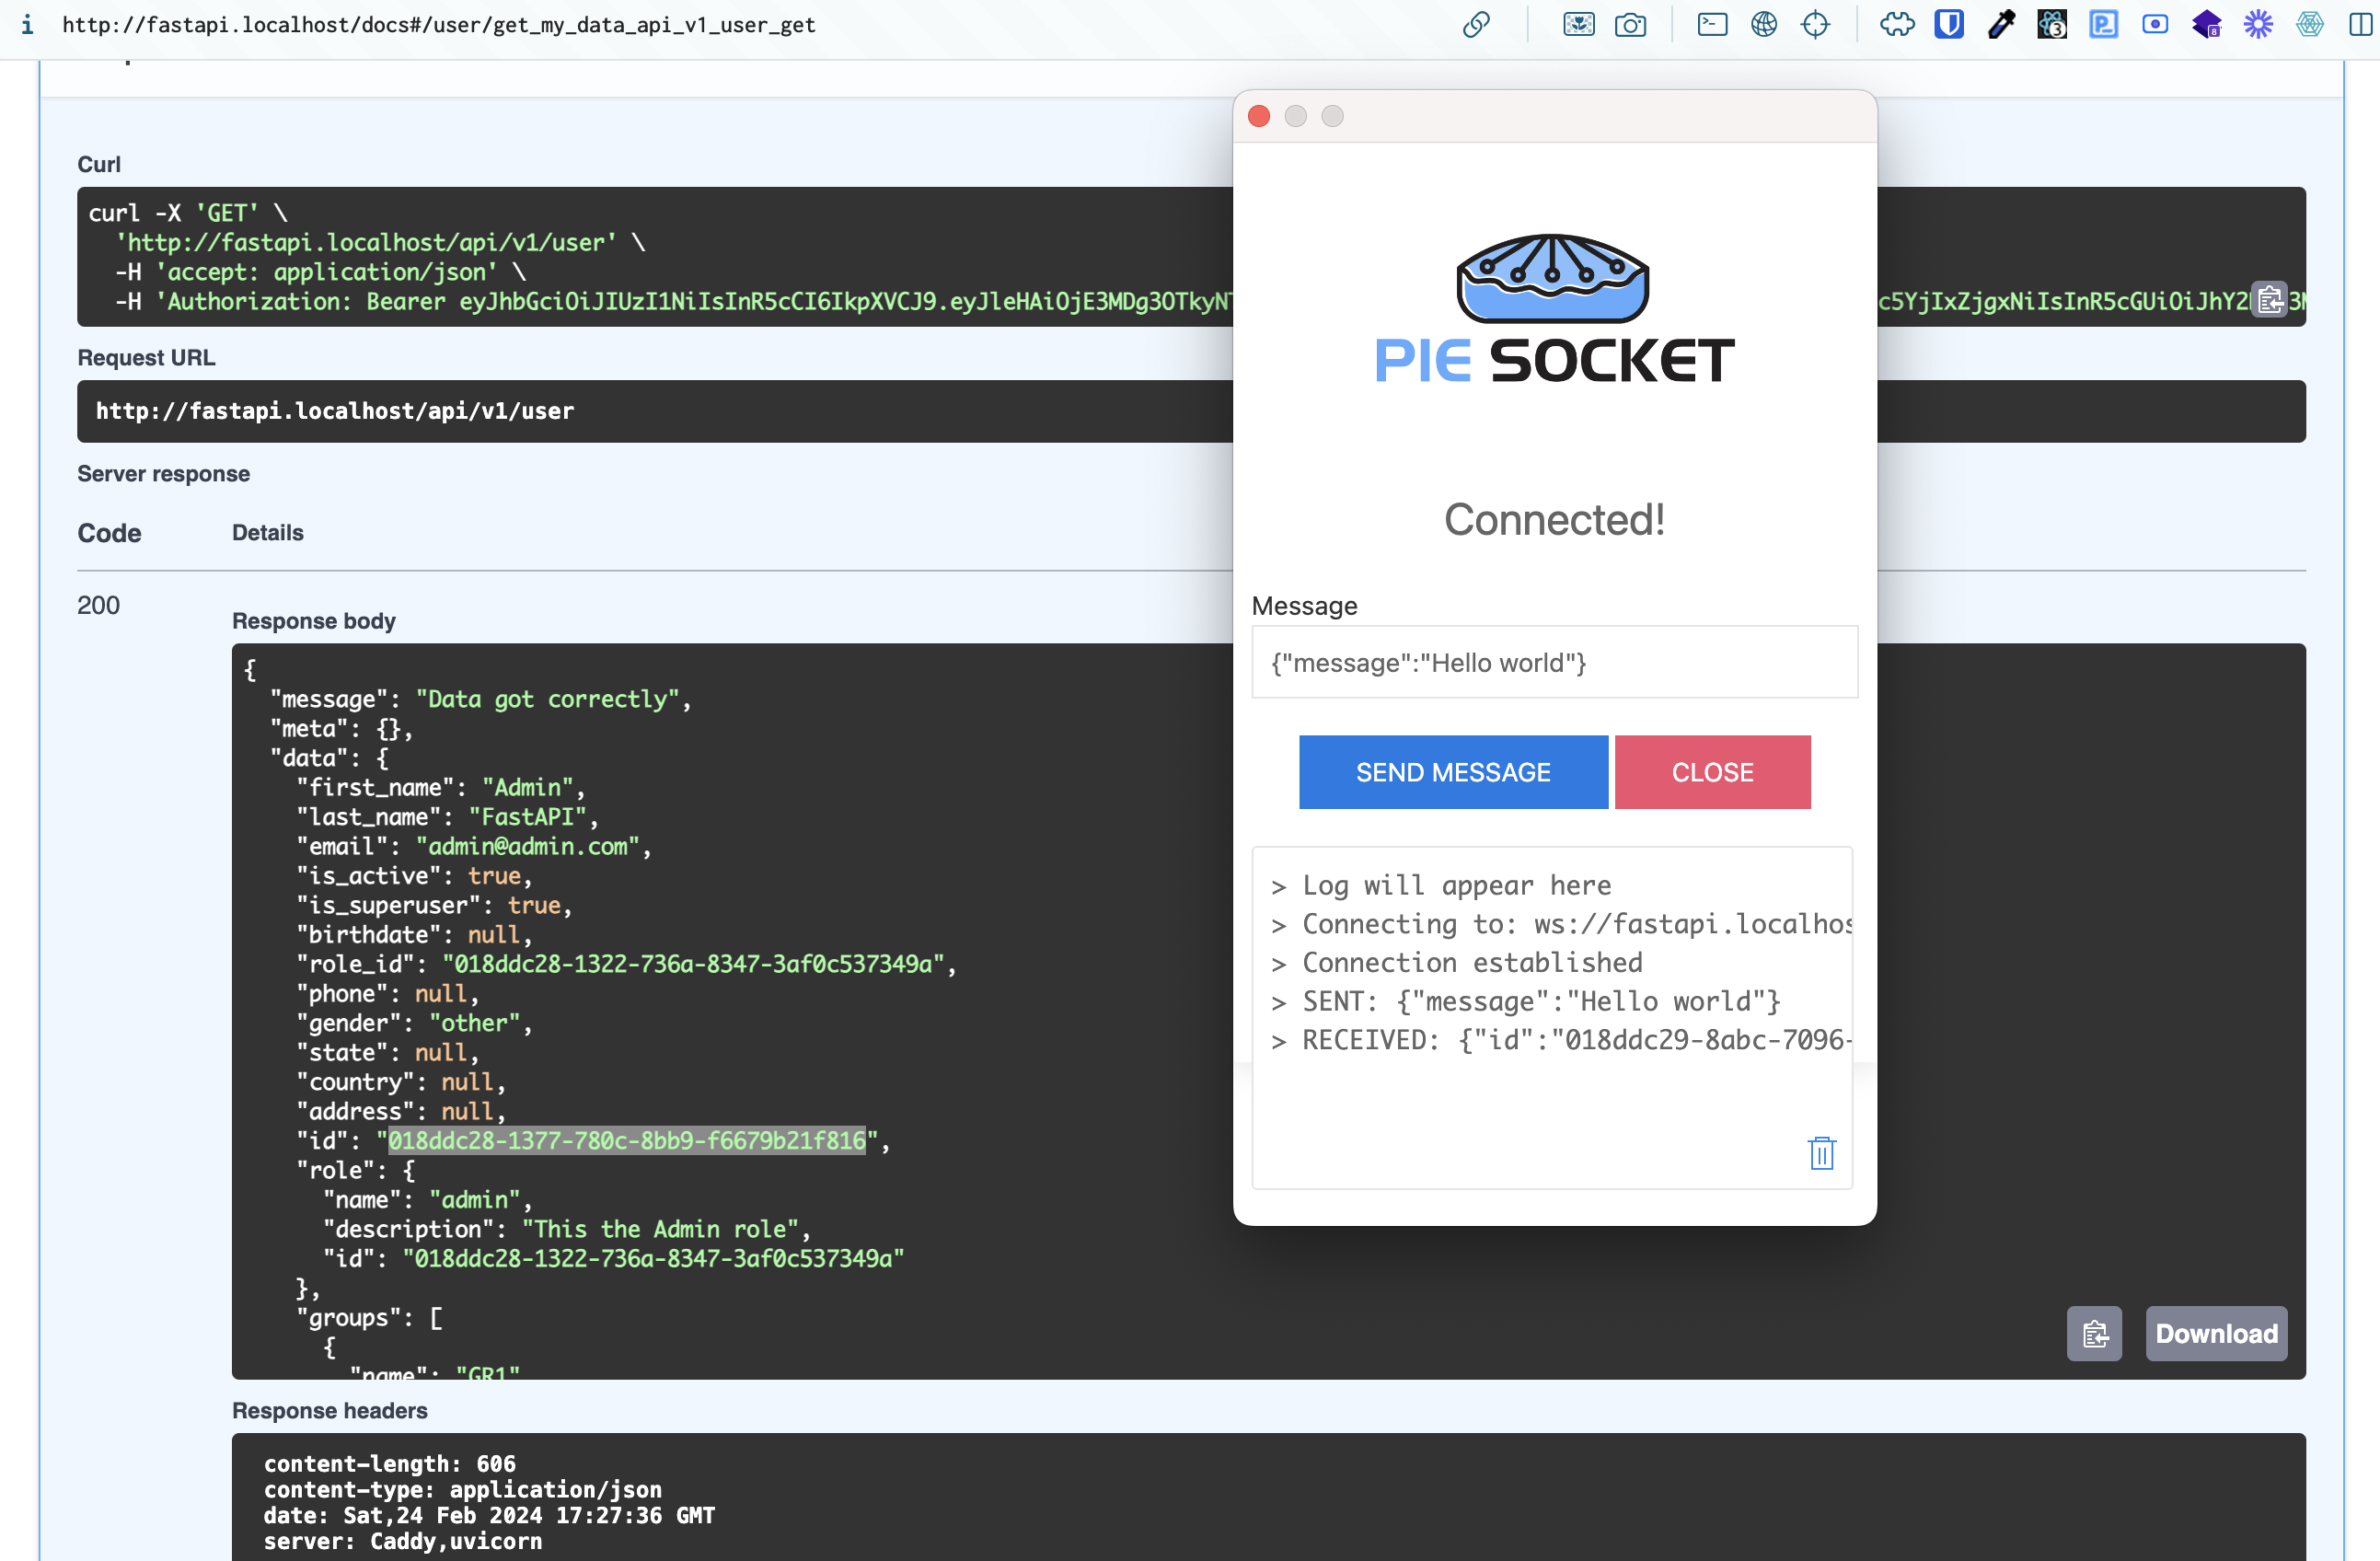 http://fastapi.localhost/docs#/user/get_my_data_api_v1_user_get
Curl
curl -X 'GET' \
'http://fastapi.localhost/api/v1/user' \
-H 'accept: application/json' \
-H 'Authorization: Bearer eyJhbGciOiJIUzI1NiIsInR5cCI6IkpXVCJ9.eyJleHAiOjE3MDg3OTkyN
c5YjIxZjgxNiIsInR5cGUiOiJhY2
Request URL
http://fastapi.localhost/api/v1/user
Server response
Code Details
200
Response body
{
"message": "Data got correctly",
"meta": {},
"data": {
"first_name": "Admin",
"last_name": "FastAPI",
"email": "admin@admin.com",
"is_active": true,
"is_superuser": true,
"birthdate": null,
"role_id": "018ddc28-1322-736a-8347-3af0c537349a",
"phone": null,
"gender": "other",
"state": null,
"country": null,
"address": null,
"id": "018ddc28-1377-780c-8bb9-f6679b21f816",
"role": {
"name": "admin",
"description": "This the Admin role",
"id": "018ddc28-1322-736a-8347-3af0c537349a"
},
"groups": [
{
"name": "GR1"
Download
Response headers
content-length: 606
content-type: application/json
date: Sat,24 Feb 2024 17:27:36 GMT
server: Caddy,uvicorn
PIE SOCKET
Connected!
Message
{"message":"Hello world"}
SEND MESSAGE CLOSE
> Log will appear here
> Connecting to: ws://fastapi.localhos
> Connection established
> SENT: {"message":"Hello world"}
> RECEIVED: {"id":"018ddc29-8abc-7096-